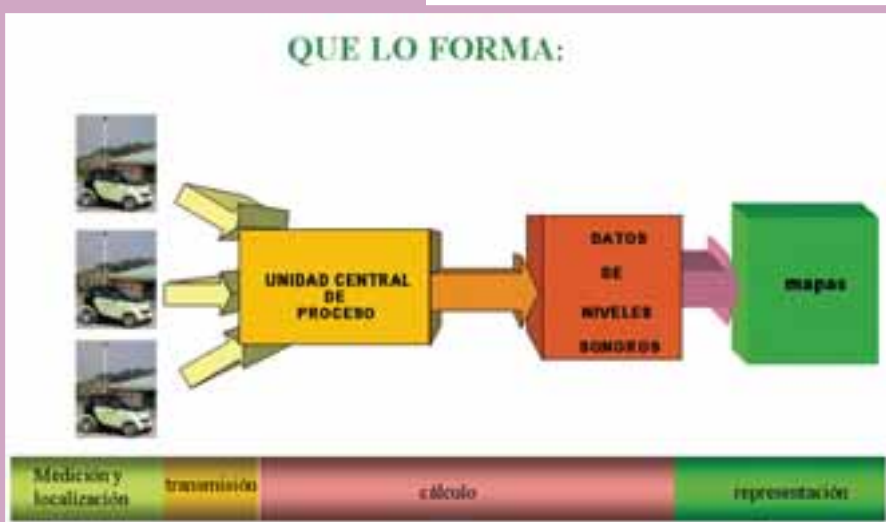 QUE LO FORMA:
UNIDAD CENTRAL
DE
PROCESO
DATOS
DE
NIVELES
SONOROS
mapas
Medición y
localización
transmisión
cálculo
representación